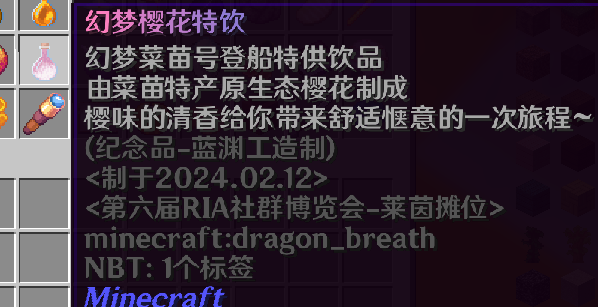 幻梦樱花特饮
幻梦菜苗号登船特供饮品
由菜苗特产原生态樱花制成
樱味的清香给你带来舒适惬意的一次旅程~
(纪念品-蓝渊工造制)
<制于2024.02.12>
<第六届RIA社群博览会-莱茵摊位>
minecraft:dragon_breath
NBT: 1个标签
Minecraft